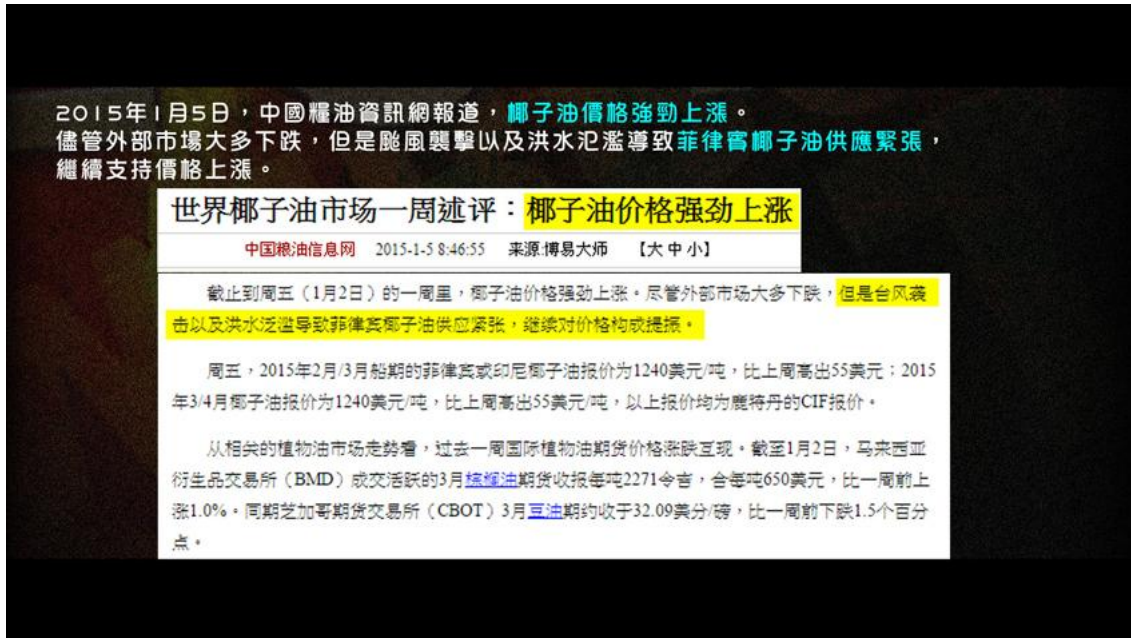 2015年1月5日，中國糧油資訊網報道，椰子油價格強勁上漲。
儘管外部市場大多下跌，但是颱風襲擊以及洪水氾濫導致菲律賓椰子油供應緊張，
繼續支持價格上漲。
世界椰子油市场一周述评：椰子油价格强劲上涨
中国粮油信息网 2015-1-5 8:46:55 来源:博易大师 【大 中 小】
截止到周五（1月2日）的一周里，椰子油价格强劲上涨。尽管外部市场大多下跌，但是台风袭
击以及洪水泛滥导致菲律宾椰子油供应紧张，继续对价格构成提振。
周五，2015年2月/3月船期的菲律宾或印尼椰子油报价为1240美元/吨，比上周高出55美元；2015
年3/4月椰子油报价为1240美元/吨，比上周高出55美元/吨，以上报价均为鹿特丹的CIF报价。
从相关的植物油市场走势看，过去一周国际植物油期货价格涨跌互现。截至1月2日，马来西亚
衍生品交易所（BMD）成交活跃的3月棕榈油期货收报每吨2271令吉，合每吨650美元，比一周前上
涨1.0%。同期芝加哥期货交易所（CBOT）3月豆油期约收于32.09美分/磅，比一周前下跌1.5个百分
点。